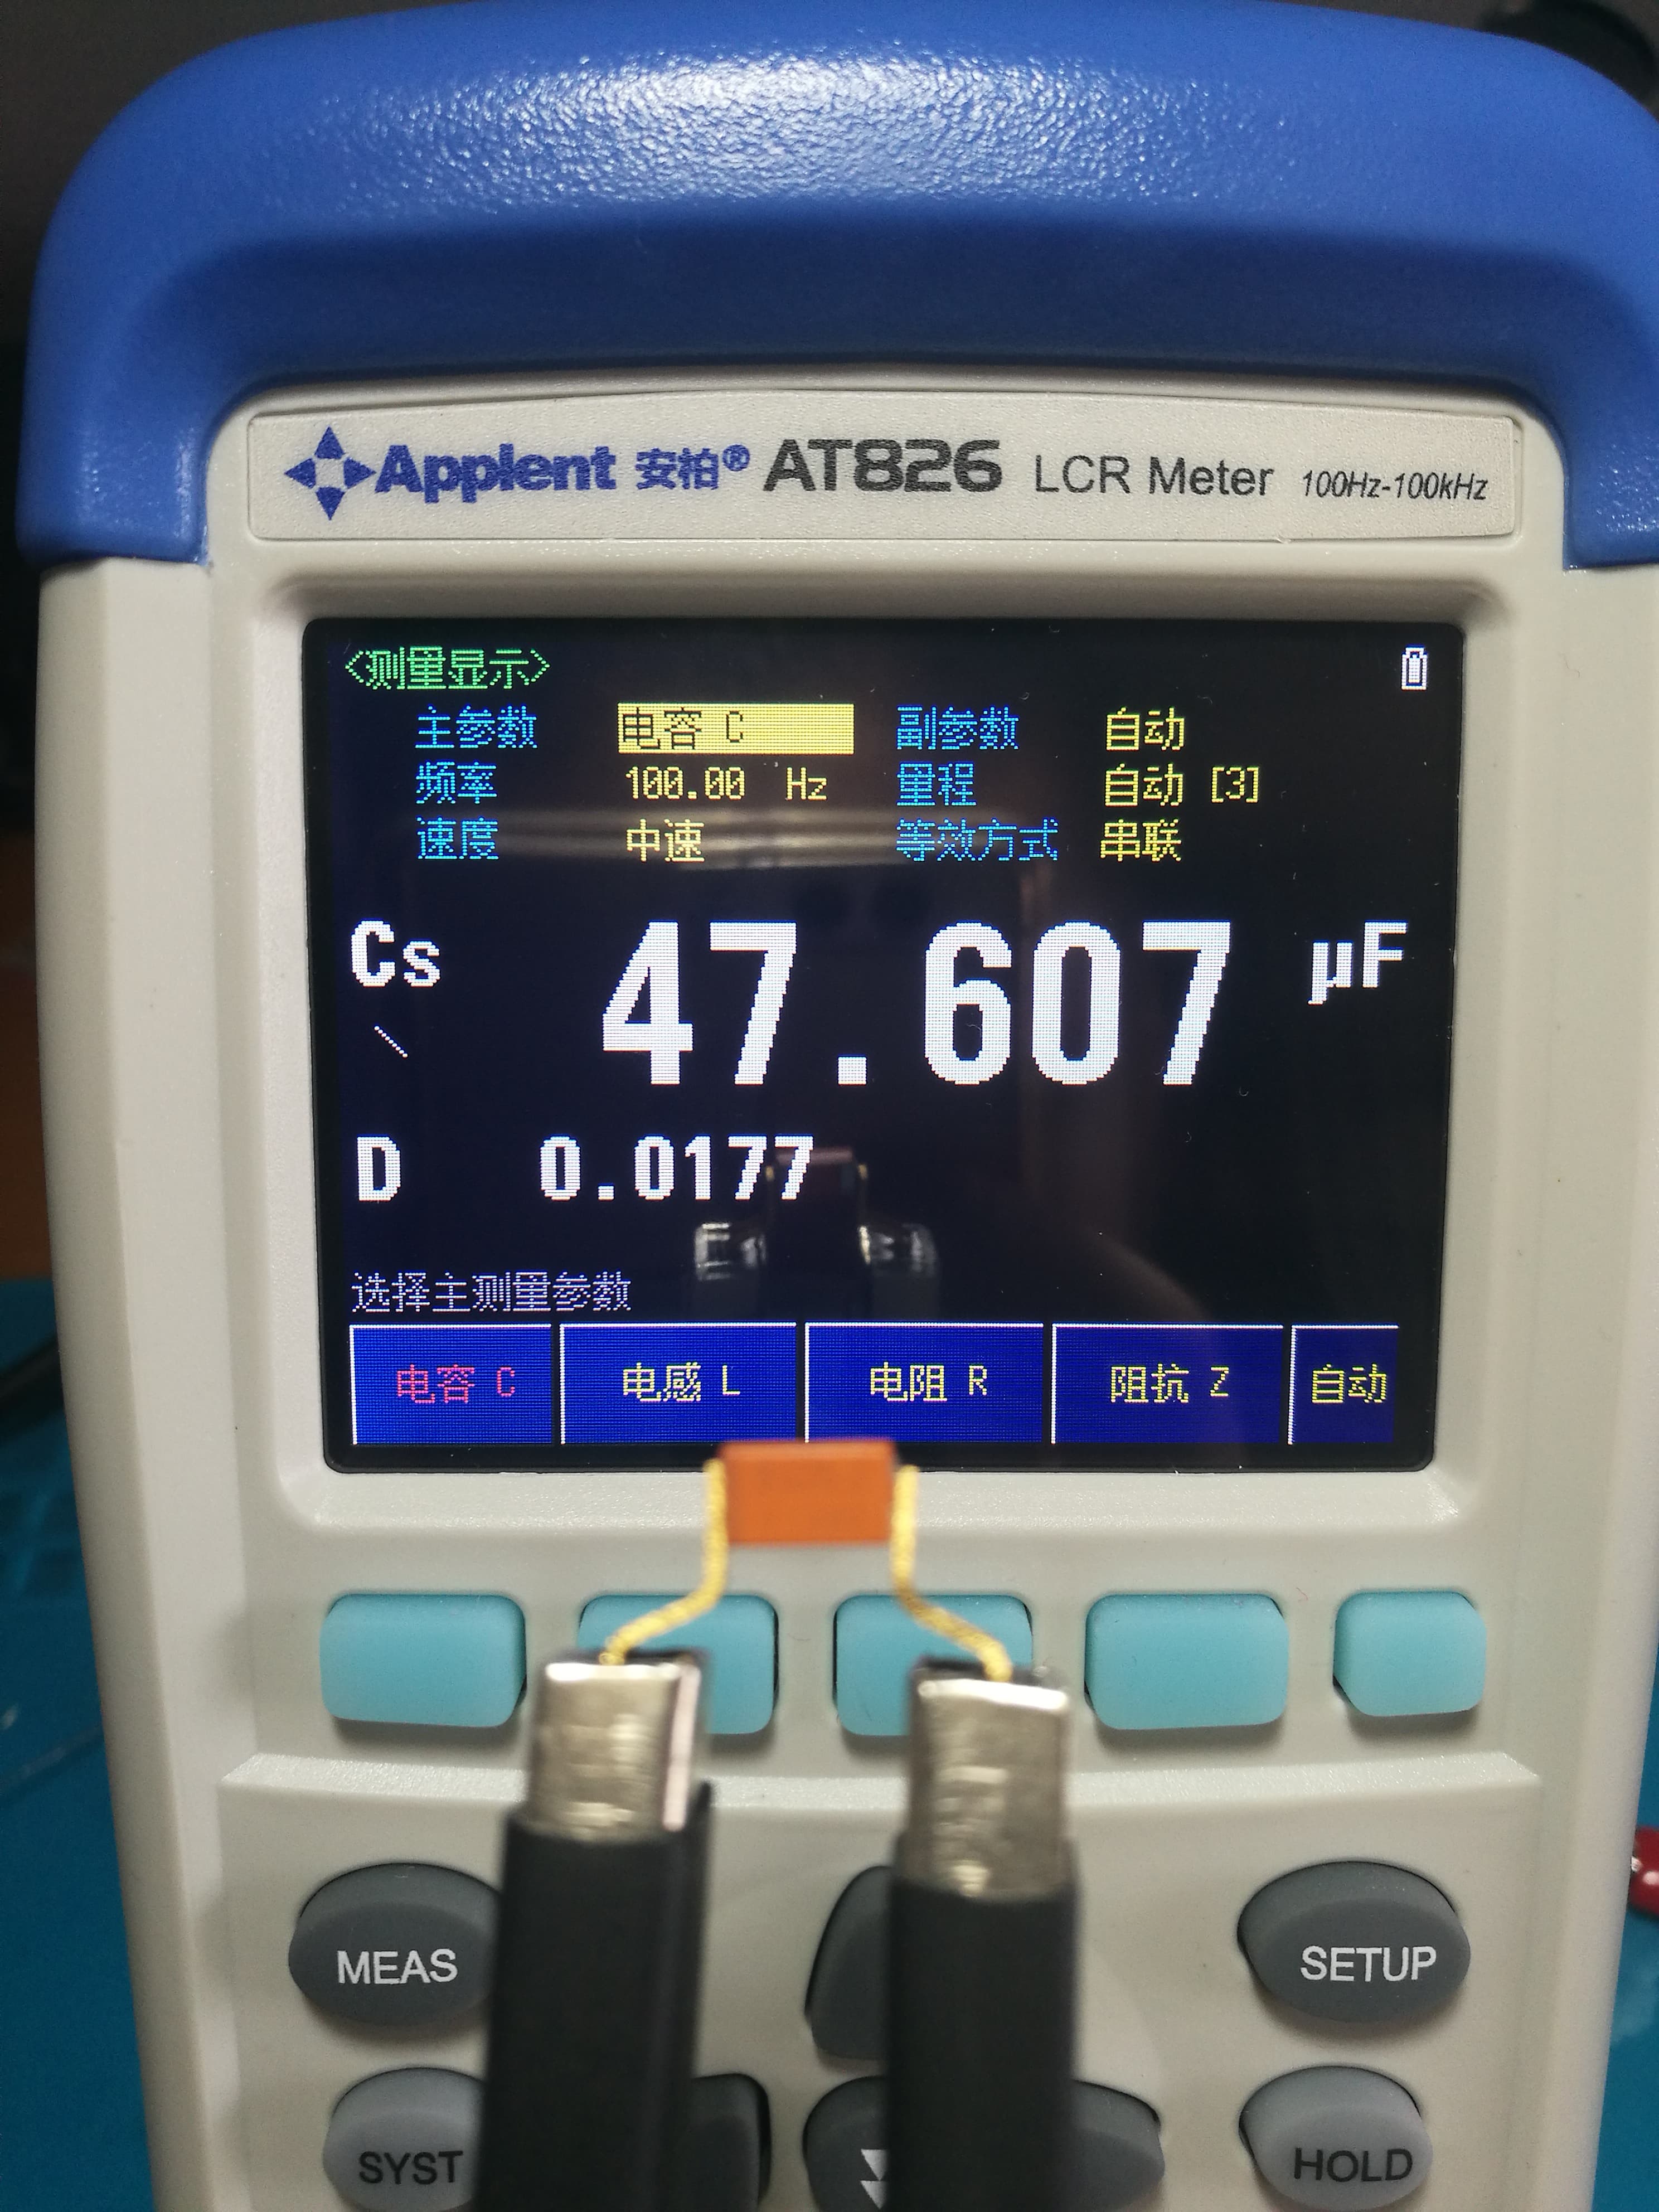 Applent 安柏® AT826 LCR Meter 100Hz-100kHz
<测量显示>
主参数 电容 C 副参数 自动
频率 100.00 Hz 量程 自动 [3]
速度 中速 等效方式 串联
Cs 47.607 μF
D 0.0177
选择主测量参数
电容 C 电感 L 电阻 R 阻抗 Z 自动
MEAS SETUP
SYST HOLD